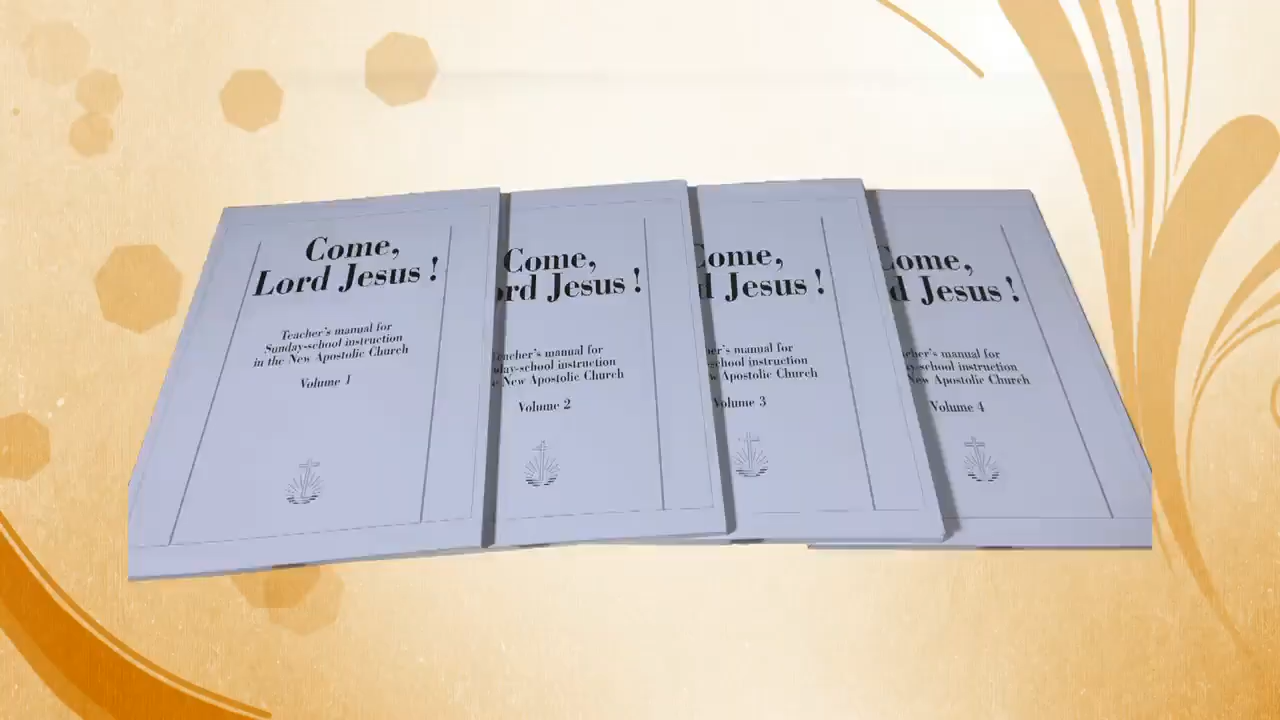 Come,
Lord Jesus !
Teacher's manual for
Sunday-school instruction
in the New Apostolic Church
Volume 1
Come,
Jesus !
manual for
instruction
New Apostolic Church
Volume 2
Come,
Jesus !
manual for
school instruction
Apostolic Church
Volume 3
Come,
Jesus !
manual for
school instruction
Apostolic Church
Volume 4